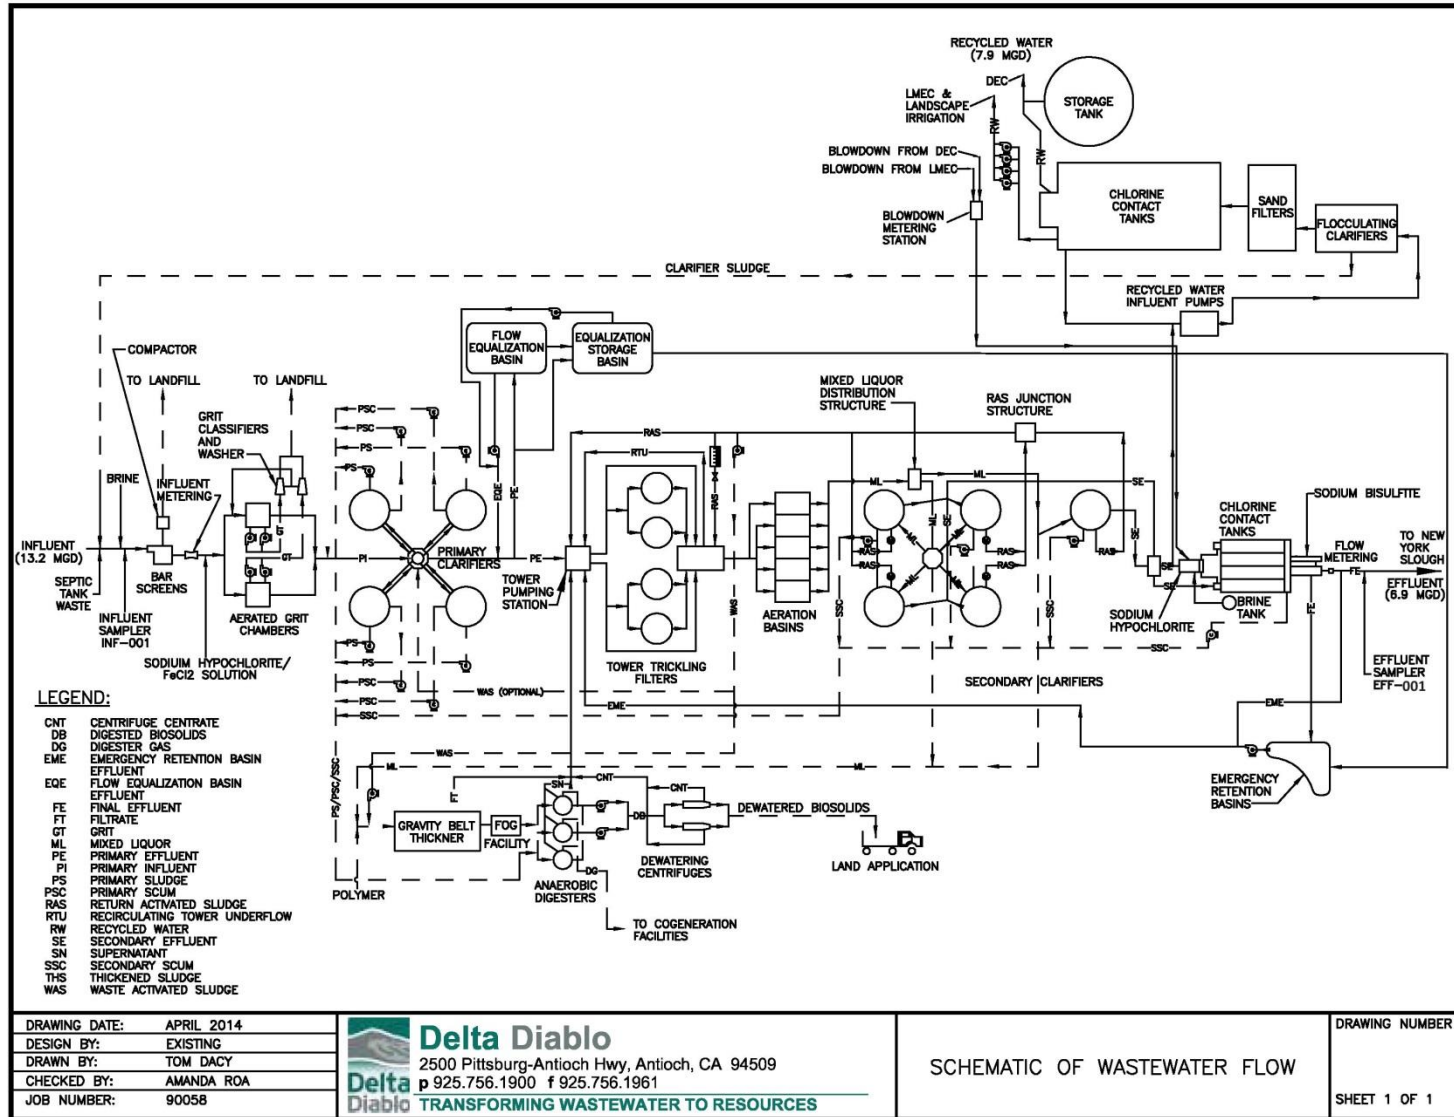 RECYCLED WATER
(7.9 MGD)
DEC
LMEC &
LANDSCAPE
IRRIGATION
STORAGE
TANK
RW
RW
BLOWDOWN FROM DEC
BLOWDOWN FROM LMEC
BLOWDOWN
METERING
STATION
CHLORINE
CONTACT
TANKS
SAND
FILTERS
FLOCCULATING
CLARIFIERS
CLARIFIER SLUDGE
RECYCLED WATER
INFLUENT PUMPS
COMPACTOR
TO LANDFILL
TO LANDFILL
GRIT
CLASSIFIERS
AND
WASHER
BRINE
INFLUENT
METERING
INFLUENT
(13.2 MGD)
SEPTIC
TANK
WASTE
BAR
SCREENS
INFLUENT
SAMPLER
INF-001
GT
GT
AERATED GRIT
CHAMBERS
SODIUM HYPOCHLORITE/
FeCl2 SOLUTION
FLOW
EQUALIZATION
BASIN
EQUALIZATION
STORAGE
BASIN
PSC
PSC
PS
PS
PI
PRIMARY
CLARIFIERS
EQE
PE
PE
PS
PS
PSC
PSC
SSC
WAS (OPTIONAL)
TOWER
PUMPING
STATION
RAS
RTU
RAS
WAS
TOWER TRICKLING
FILTERS
AERATION
BASINS
MIXED LIQUOR
DISTRIBUTION
STRUCTURE
RAS JUNCTION
STRUCTURE
ML
ML
ML
SE
ML
ML
ML
ML
RAS
RAS
RAS
RAS
RAS
SE
SE
SSC
SSC
SSC
SECONDARY CLARIFIERS
SE
SE
SODIUM
HYPOCHLORITE
BRINE
TANK
CHLORINE
CONTACT
TANKS
SODIUM BISULFITE
FLOW
METERING
TO NEW
YORK
SLOUGH
FE
FE
EFFLUENT
(6.9 MGD)
EFFLUENT
SAMPLER
EFF-001
EME
EME
EMERGENCY
RETENTION
BASINS
PS/PSC/SSC
WAS
ML
ML
FT
SN
CNT
CNT
GRAVITY BELT
THICKNER
FOG
FACILITY
POLYMER
DB
DG
ANAEROBIC
DIGESTERS
DEWATERING
CENTRIFUGES
DEWATERED BIOSOLIDS
LAND APPLICATION
TO COGENERATION
FACILITIES
LEGEND:
CNT CENTRIFUGE CENTRATE
DB DIGESTED BIOSOLIDS
DG DIGESTER GAS
EME EMERGENCY RETENTION BASIN
EFFLUENT
EQE FLOW EQUALIZATION BASIN
EFFLUENT
FE FINAL EFFLUENT
FT FILTRATE
GT GRIT
ML MIXED LIQUOR
PE PRIMARY EFFLUENT
PI PRIMARY INFLUENT
PS PRIMARY SLUDGE
PSC PRIMARY SCUM
RAS RETURN ACTIVATED SLUDGE
RTU RECIRCULATING TOWER UNDERFLOW
RW RECYCLED WATER
SE SECONDARY EFFLUENT
SN SUPERNATANT
SSC SECONDARY SCUM
THS THICKENED SLUDGE
WAS WASTE ACTIVATED SLUDGE
DRAWING DATE: APRIL 2014
DESIGN BY: EXISTING
DRAWN BY: TOM DACY
CHECKED BY: AMANDA ROA
JOB NUMBER: 90058
Delta
Diablo
Delta Diablo
2500 Pittsburg-Antioch Hwy, Antioch, CA 94509
p 925.756.1900 f 925.756.1961
TRANSFORMING WASTEWATER TO RESOURCES
SCHEMATIC OF WASTEWATER FLOW
DRAWING NUMBER
SHEET 1 OF 1